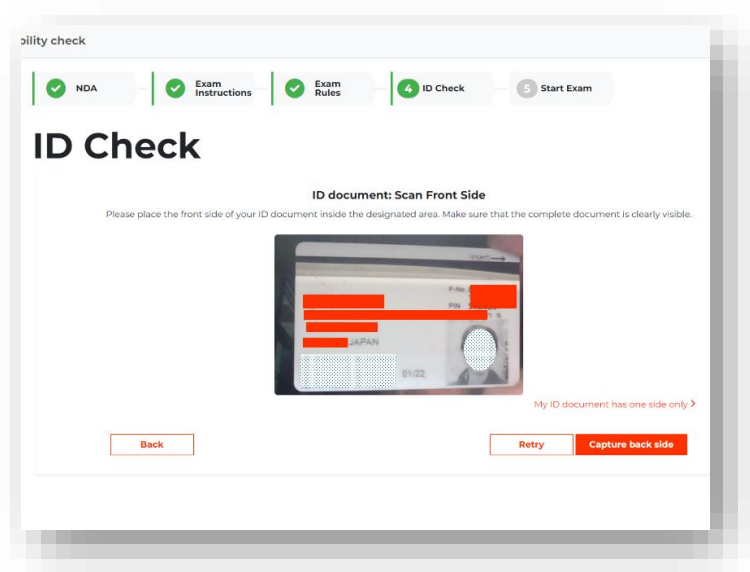 bility check
NDA
Exam
Instructions
Exam
Rules
4 ID Check
5 Start Exam
ID Check
ID document: Scan Front Side
Please place the front side of your ID document inside the designated area. Make sure that the complete document is clearly visible.
insert
P-No.
PIN
JAPAN
01/22
My ID document has one side only >
Back
Retry
Capture back side